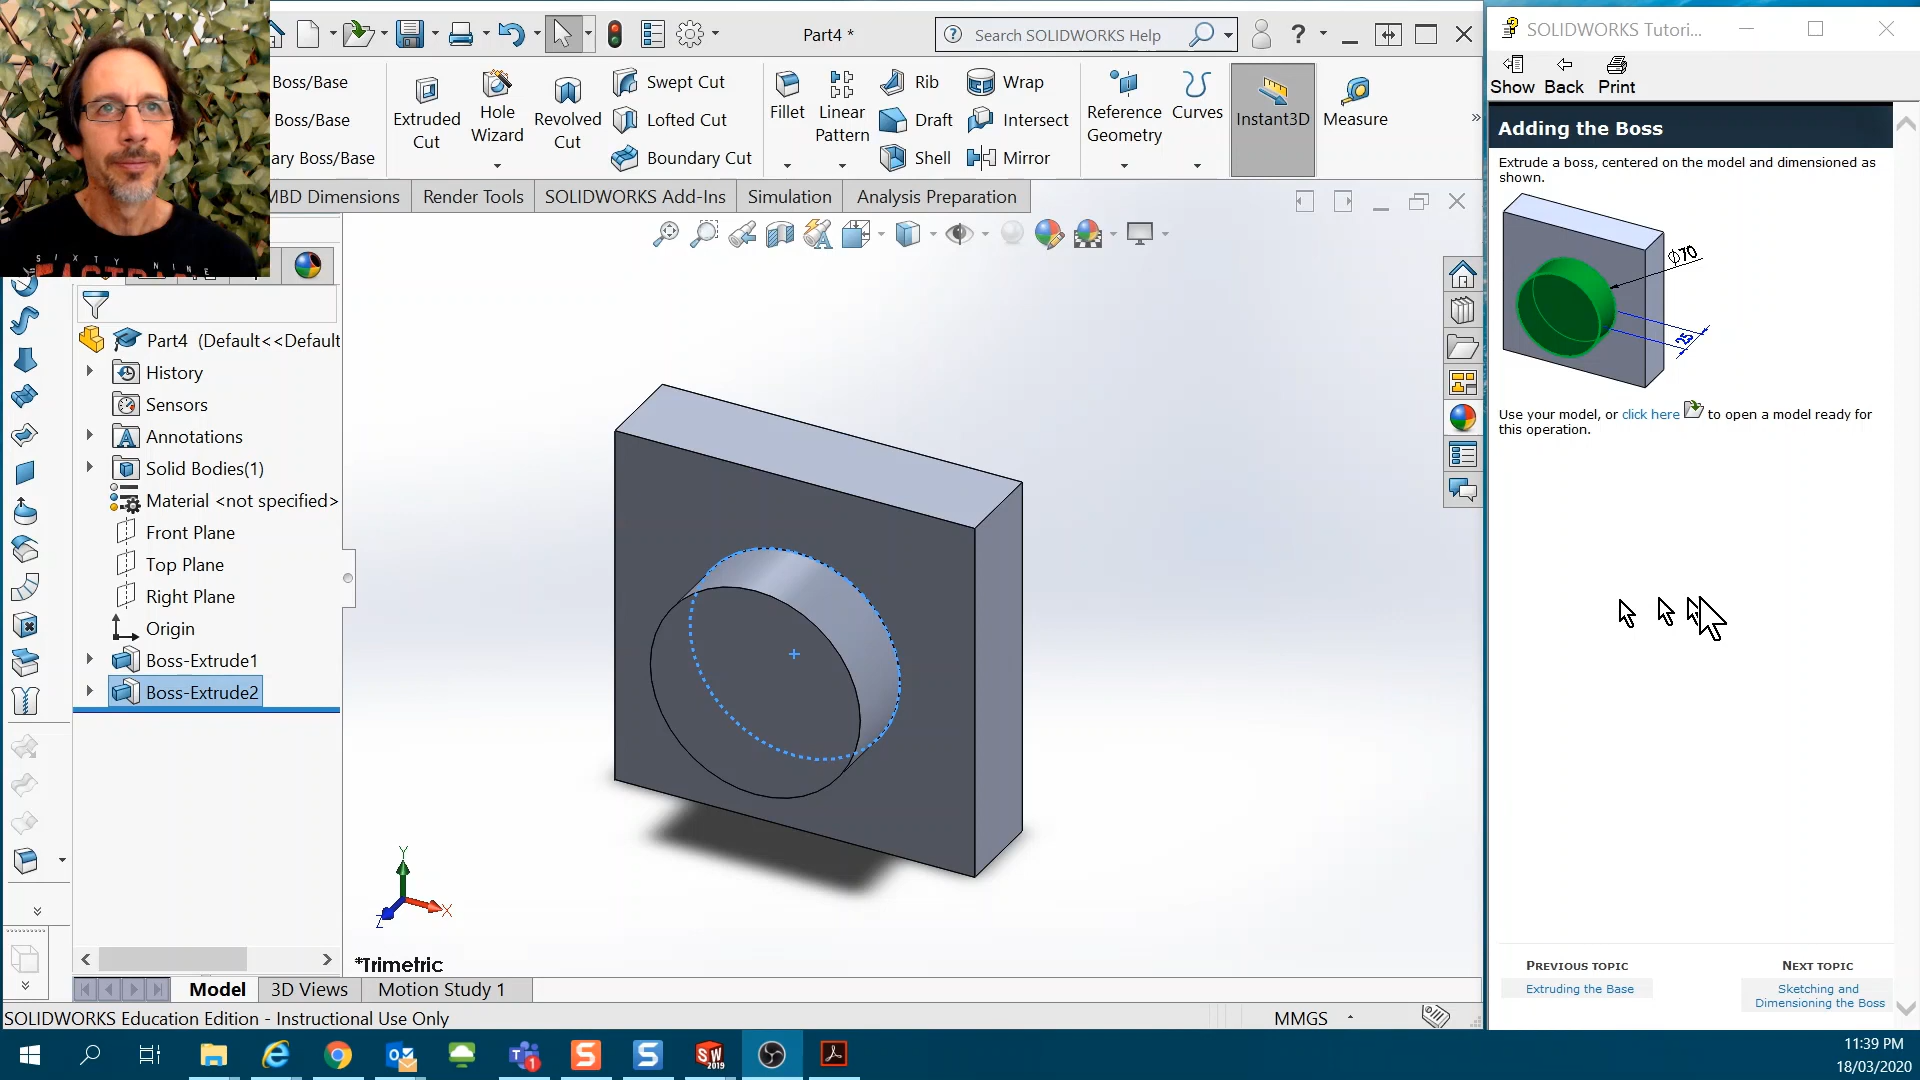 SIXTY NINE
Part4 *
Search SOLIDWORKS Help
Boss/Base
Boss/Base
ary Boss/Base
Extruded Cut
Hole Wizard
Revolved Cut
Swept Cut
Lofted Cut
Boundary Cut
Fillet
Linear Pattern
Rib
Draft
Shell
Wrap
Intersect
Mirror
Reference Geometry
Curves
Instant3D
Measure
MBD Dimensions
Render Tools
SOLIDWORKS Add-Ins
Simulation
Analysis Preparation
Part4 (Default<<Default
History
Sensors
Annotations
Solid Bodies(1)
Material <not specified>
Front Plane
Top Plane
Right Plane
Origin
Boss-Extrude1
Boss-Extrude2
Y
X
Z
*Trimetric
Model
3D Views
Motion Study 1
SOLIDWORKS Education Edition - Instructional Use Only
MMGS
SOLIDWORKS Tutori...
Show
Back
Print
Adding the Boss
Extrude a boss, centered on the model and dimensioned as
shown.
∅70
25
Use your model, or click here to open a model ready for
this operation.
PREVIOUS TOPIC
Extruding the Base
NEXT TOPIC
Sketching and
Dimensioning the Boss
1
SW
2019
11:39 PM
18/03/2020